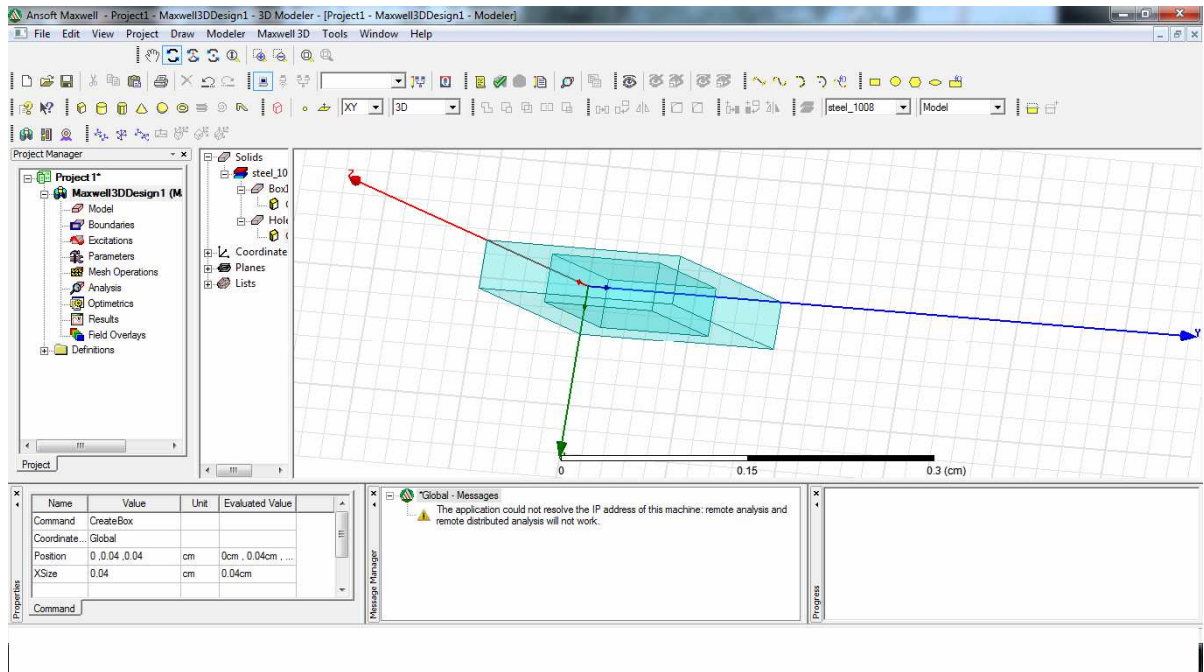 Ansoft Maxwell - Project1 - Maxwell3DDesign1 - 3D Modeler - [Project1 - Maxwell3DDesign1 - Modeler]
File Edit View Project Draw Modeler Maxwell 3D Tools Window Help
XY 3D steel_1008 Model
Project Manager
Project1*
Maxwell3DDesign1 (M
Model
Boundaries
Excitations
Parameters
Mesh Operations
Analysis
Optimetrics
Results
Field Overlays
Definitions
Project
Solids
steel_10
Box1
Hole
Coordinate
Planes
Lists
Z
Y
0 0.15 0.3 (cm)
Properties
Name Value Unit Evaluated Value
Command CreateBox
Coordinate... Global
Position 0 ,0.04 ,0.04 cm 0cm , 0.04cm , ...
XSize 0.04 cm 0.04cm
Command
Message Manager
*Global - Messages
The application could not resolve the IP address of this machine: remote analysis and
remote distributed analysis will not work.
Progress